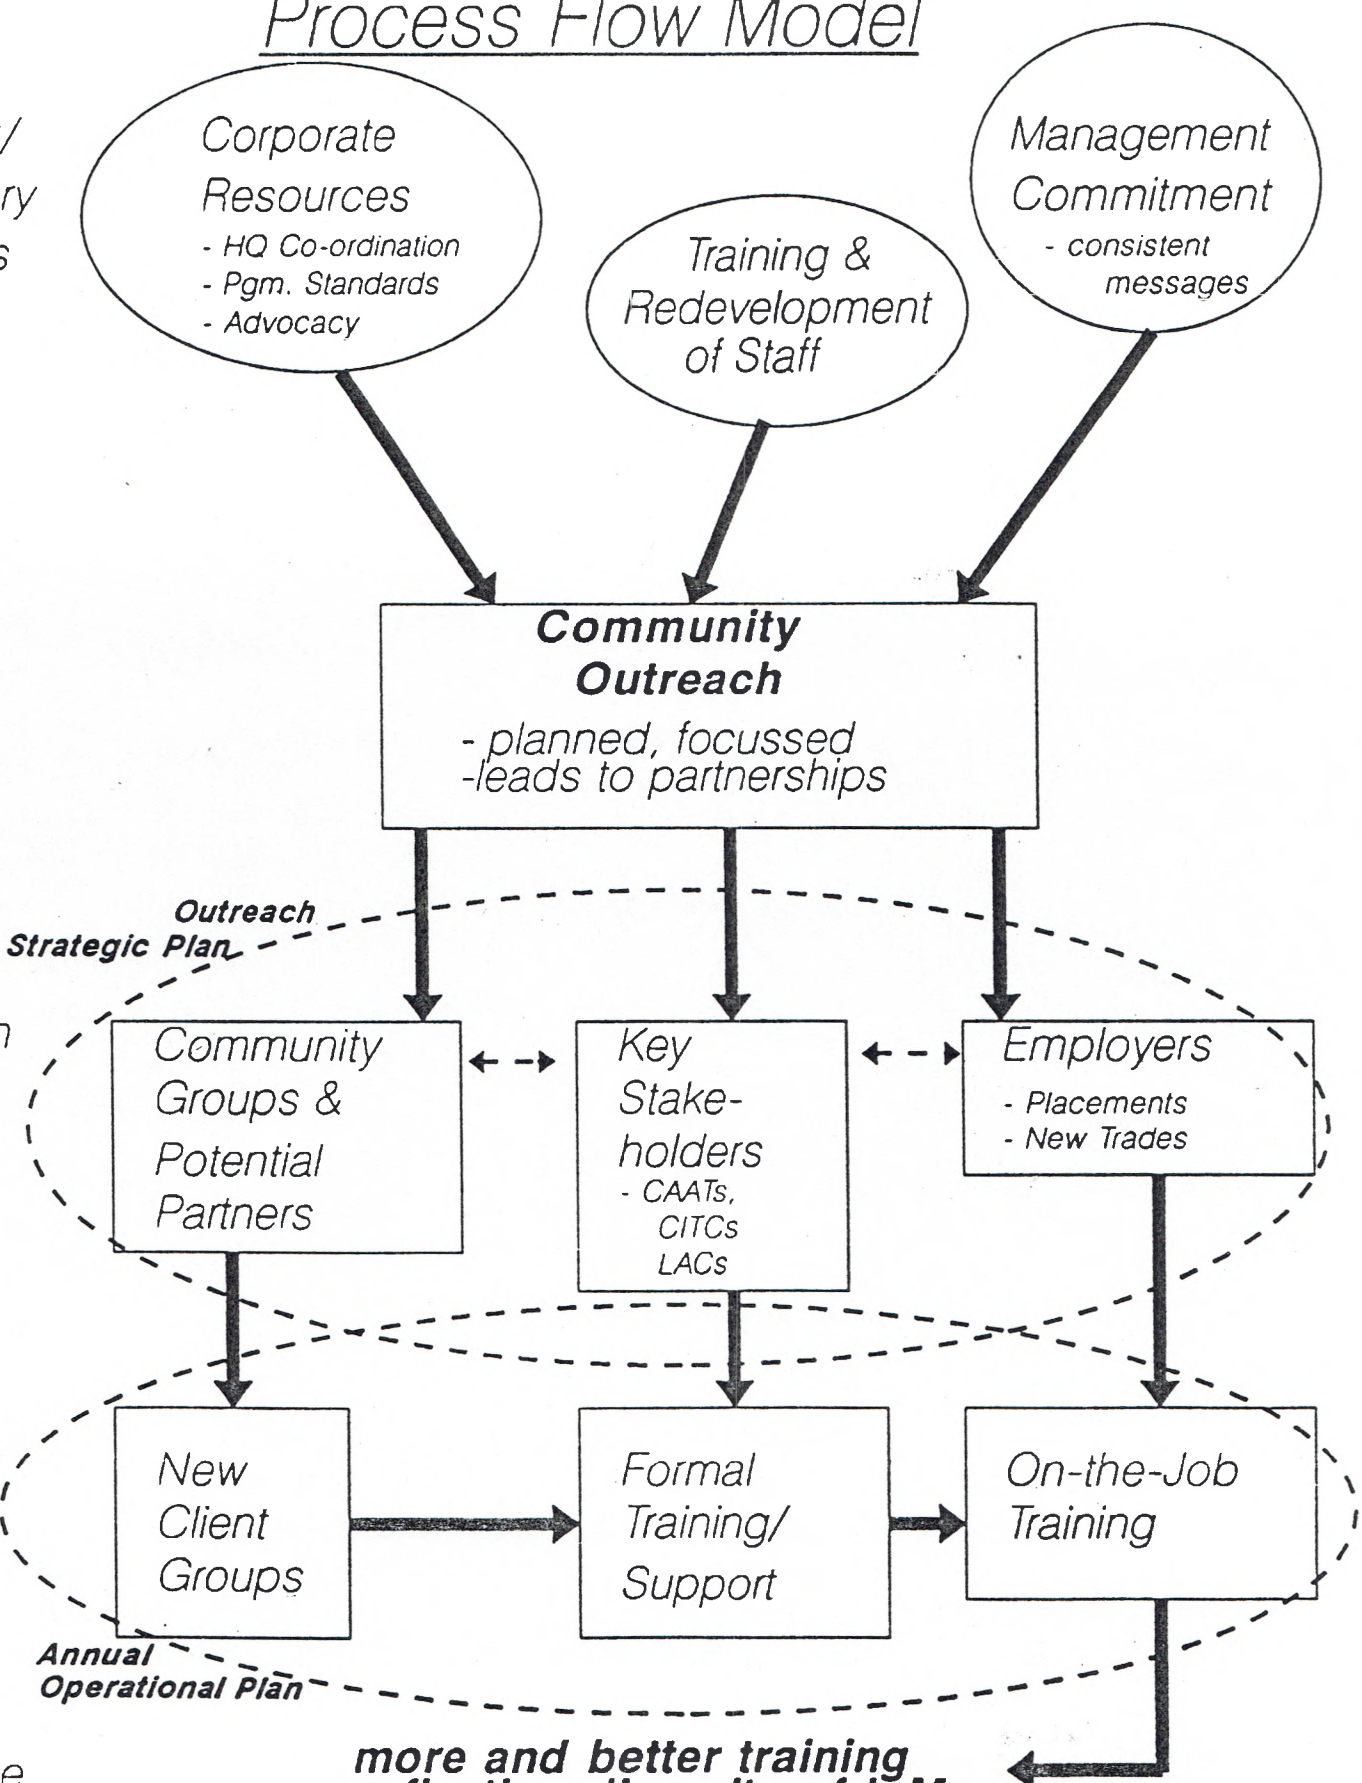 Process Flow Model
Corporate
Resources
- HQ Co-ordination
- Pgm. Standards
- Advocacy
Training &
Redevelopment
of Staff
Management
Commitment
- consistent
messages
Community
Outreach
- planned, focussed
-leads to partnerships
Outreach
Strategic Plan
Community
Groups &
Potential
Partners
Key
Stake-
holders
- CAATs,
CITCs
LACs
Employers
- Placements
- New Trades
New
Client
Groups
Formal
Training/
Support
On-the-Job
Training
Annual
Operational Plan
more and better training